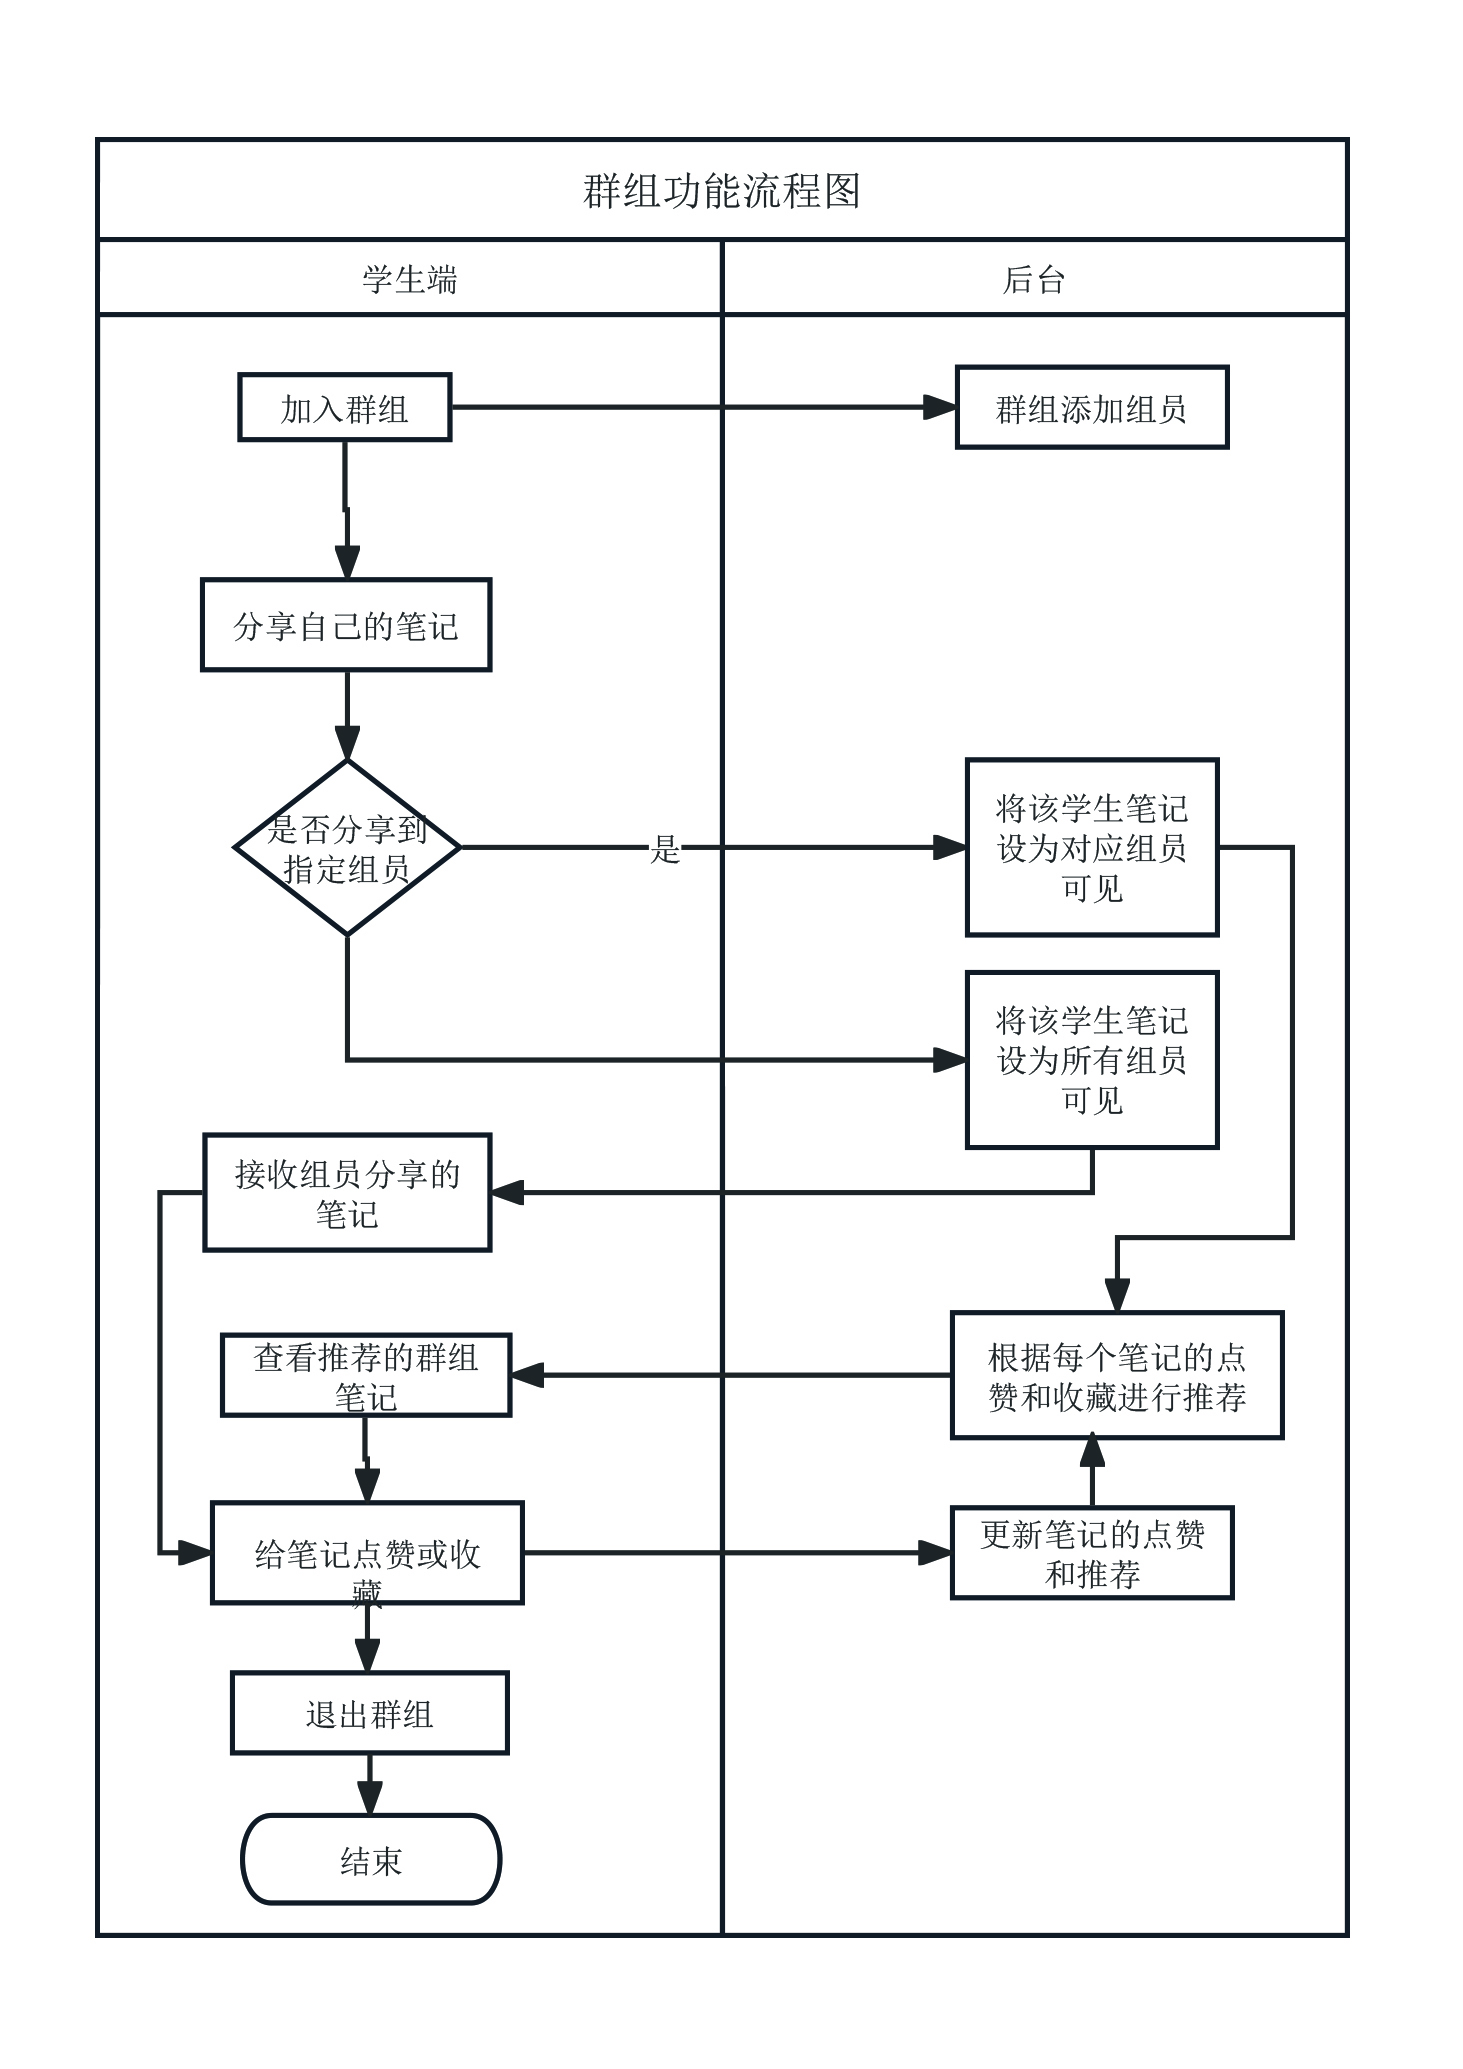 群组功能流程图
学生端
后台
加入群组
群组添加组员
分享自己的笔记
是否分享到
指定组员
是
将该学生笔记
设为对应组员
可见
将该学生笔记
设为所有组员
可见
接收组员分享的
笔记
查看推荐的群组
笔记
根据每个笔记的点
赞和收藏进行推荐
给笔记点赞或收
藏
更新笔记的点赞
和推荐
退出群组
结束